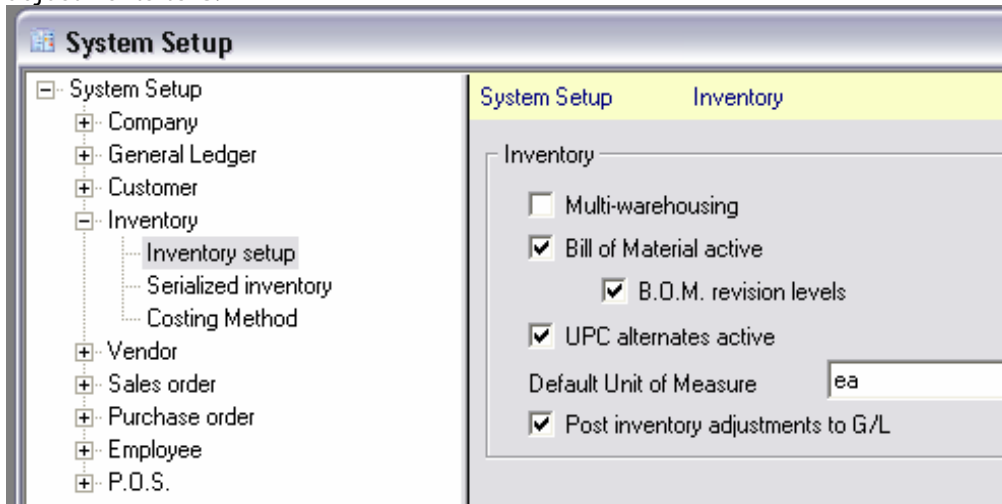 System Setup
System Setup
Company
General Ledger
Customer
Inventory
Inventory setup
Serialized inventory
Costing Method
Vendor
Sales order
Purchase order
Employee
P.O.S.
System Setup Inventory
Inventory
Multi-warehousing
Bill of Material active
B.O.M. revision levels
UPC alternates active
Default Unit of Measure ea
Post inventory adjustments to G/L